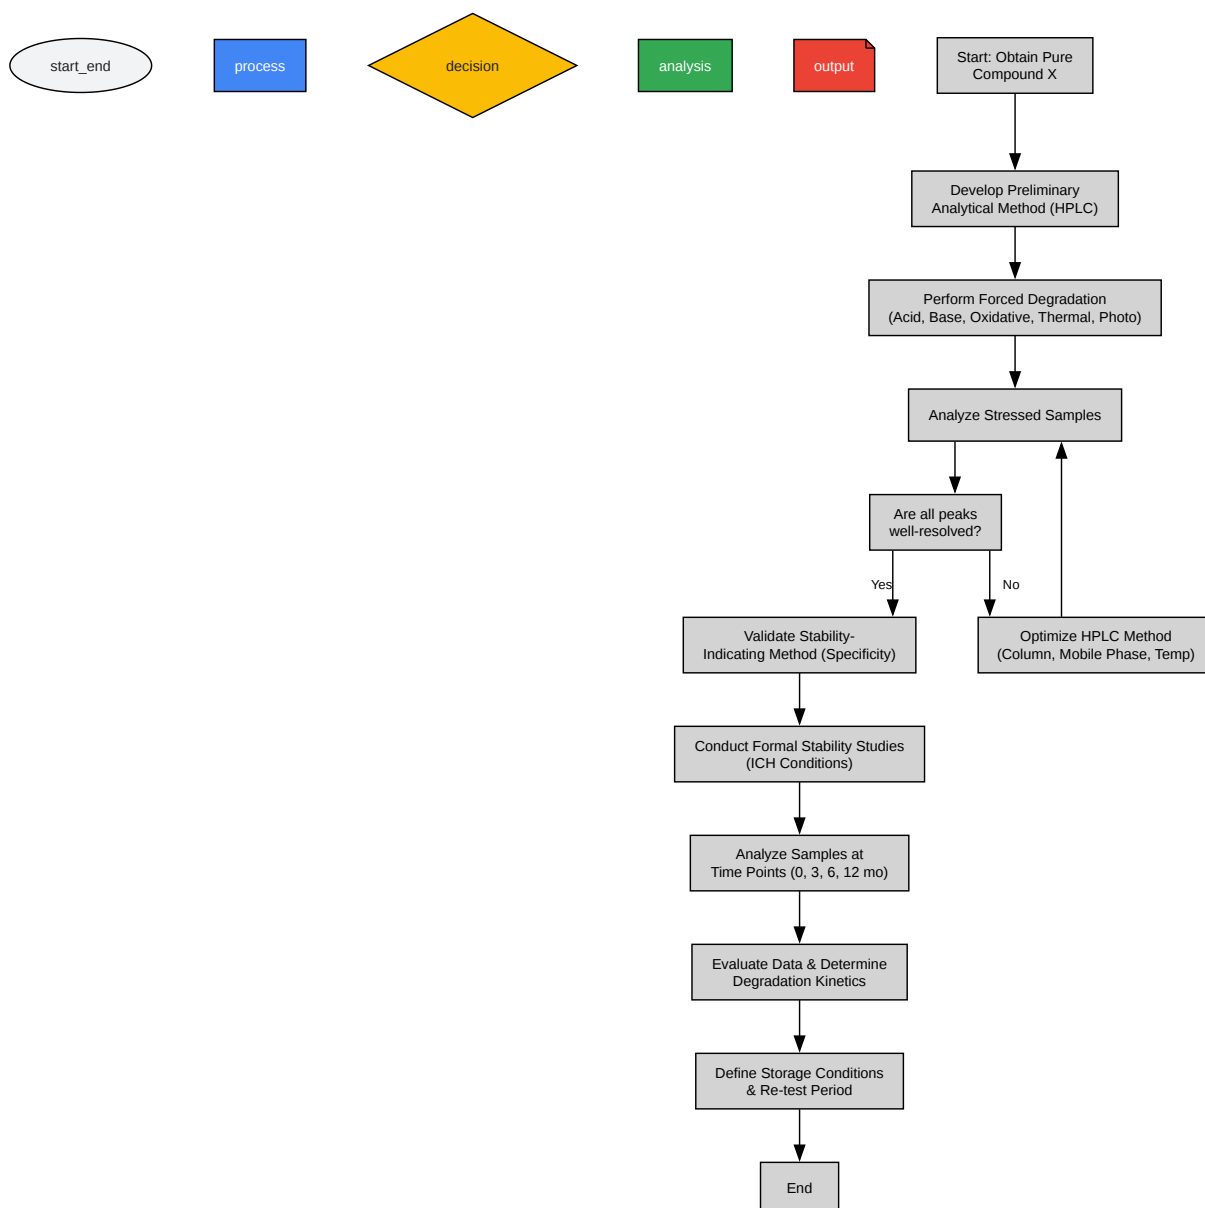 start_end
process
decision
analysis
output
Start: Obtain Pure
Compound X
Develop Preliminary
Analytical Method (HPLC)
Perform Forced Degradation
(Acid, Base, Oxidative, Thermal, Photo)
Analyze Stressed Samples
Are all peaks
well-resolved?
Yes
No
Validate Stability-
Indicating Method (Specificity)
Optimize HPLC Method
(Column, Mobile Phase, Temp)
Conduct Formal Stability Studies
(ICH Conditions)
Analyze Samples at
Time Points (0, 3, 6, 12 mo)
Evaluate Data & Determine
Degradation Kinetics
Define Storage Conditions
& Re-test Period
End